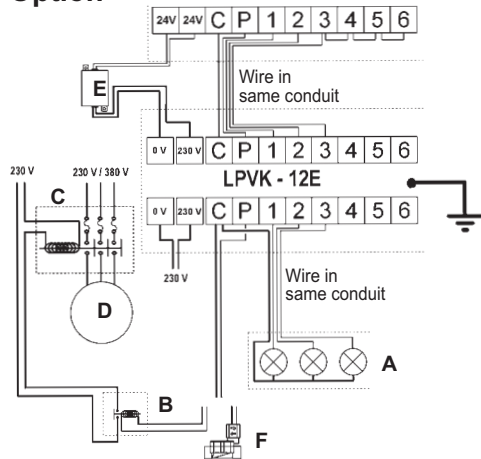 24V 24V C P 1 2 3 4 5 6
E
Wire in
same conduit
0 V 230 V C P 1 2 3 4 5 6
LPVK - 12E
230 V
230 V / 380 V
C
0 V 230 V C P 1 2 3 4 5 6
230 V
Wire in
same conduit
D
A
B
F